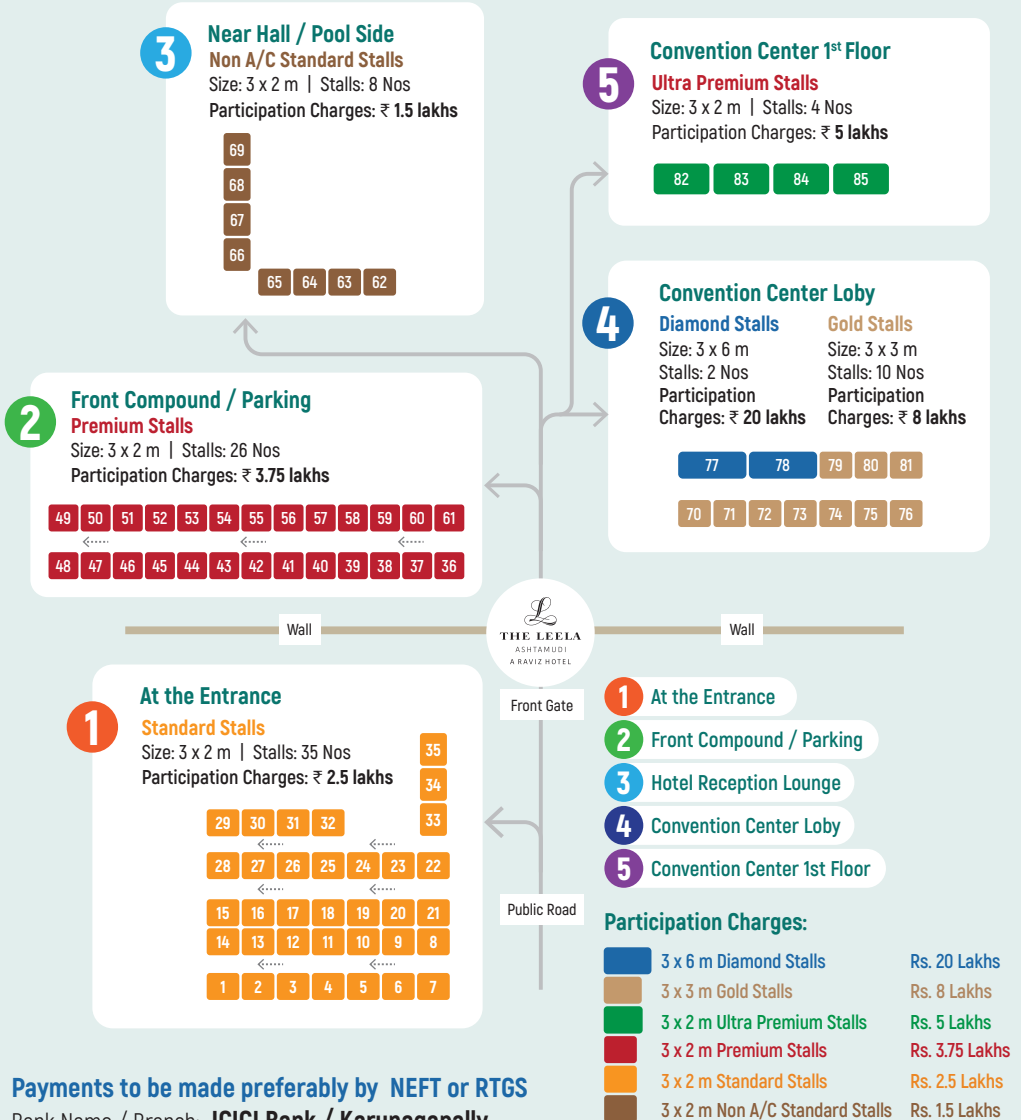 3
Near Hall / Pool Side
Non A/C Standard Stalls
Size: 3 x 2 m | Stalls: 8 Nos
Participation Charges: ₹ 1.5 lakhs
69
68
67
66
65 64 63 62
5
Convention Center 1st Floor
Ultra Premium Stalls
Size: 3 x 2 m | Stalls: 4 Nos
Participation Charges: ₹ 5 lakhs
82 83 84 85
4
Convention Center Loby
Diamond Stalls
Size: 3 x 6 m
Stalls: 2 Nos
Participation
Charges: ₹ 20 lakhs
Gold Stalls
Size: 3 x 3 m
Stalls: 10 Nos
Participation
Charges: ₹ 8 lakhs
77 78 79 80 81
70 71 72 73 74 75 76
2
Front Compound / Parking
Premium Stalls
Size: 3 x 2 m | Stalls: 26 Nos
Participation Charges: ₹ 3.75 lakhs
49 50 51 52 53 54 55 56 57 58 59 60 61
48 47 46 45 44 43 42 41 40 39 38 37 36
Wall
L
THE LEELA
ASHTAMUDI
A RAVIZ HOTEL
Wall
Front Gate
1
At the Entrance
Standard Stalls
Size: 3 x 2 m | Stalls: 35 Nos
Participation Charges: ₹ 2.5 lakhs
35
34
33
29 30 31 32
28 27 26 25 24 23 22
15 16 17 18 19 20 21
14 13 12 11 10 9 8
1 2 3 4 5 6 7
Public Road
1 At the Entrance
2 Front Compound / Parking
3 Hotel Reception Lounge
4 Convention Center Loby
5 Convention Center 1st Floor
Participation Charges:
3 x 6 m Diamond Stalls Rs. 20 Lakhs
3 x 3 m Gold Stalls Rs. 8 Lakhs
3 x 2 m Ultra Premium Stalls Rs. 5 Lakhs
3 x 2 m Premium Stalls Rs. 3.75 Lakhs
3 x 2 m Standard Stalls Rs. 2.5 Lakhs
3 x 2 m Non A/C Standard Stalls Rs. 1.5 Lakhs
Payments to be made preferably by NEFT or RTGS
Bank Name / Branch: ICICI Bank / Karunagapally